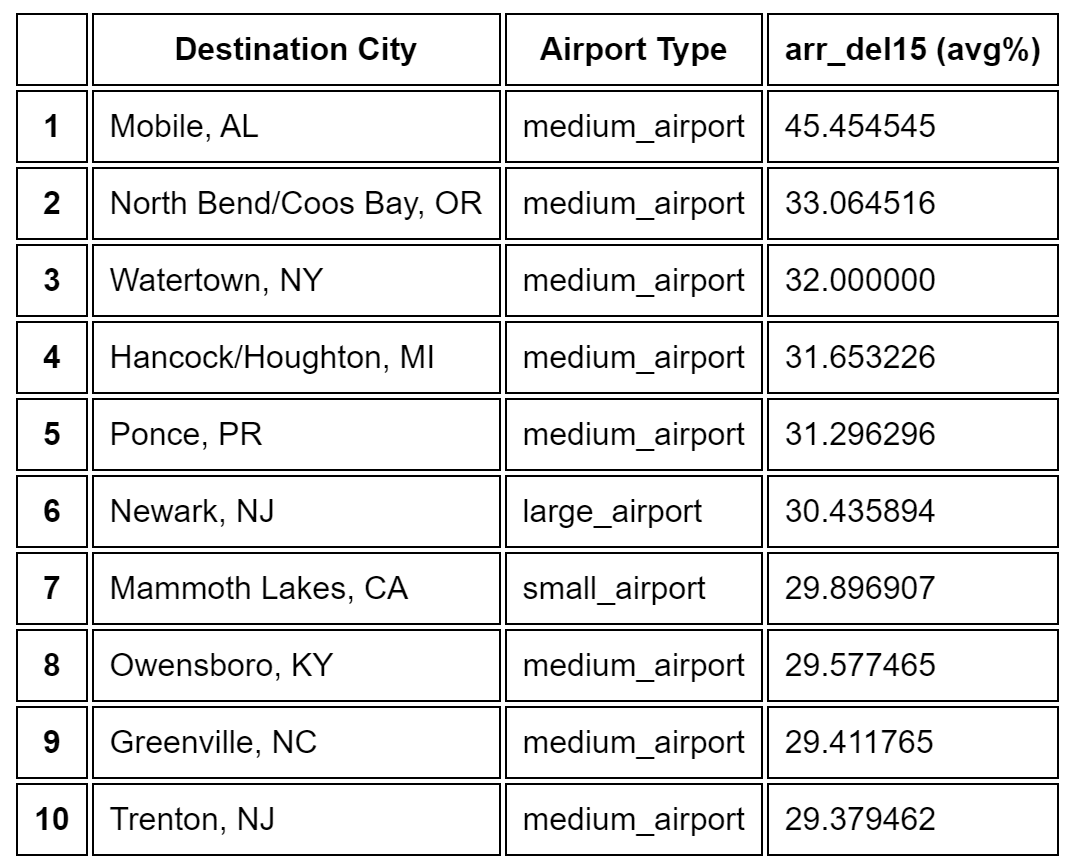 Destination City Airport Type arr_del15 (avg%)
1 Mobile, AL medium_airport 45.454545
2 North Bend/Coos Bay, OR medium_airport 33.064516
3 Watertown, NY medium_airport 32.000000
4 Hancock/Houghton, MI medium_airport 31.653226
5 Ponce, PR medium_airport 31.296296
6 Newark, NJ large_airport 30.435894
7 Mammoth Lakes, CA small_airport 29.896907
8 Owensboro, KY medium_airport 29.577465
9 Greenville, NC medium_airport 29.411765
10 Trenton, NJ medium_airport 29.379462